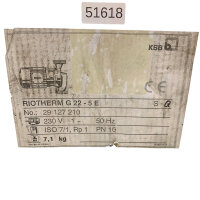 51618
KSB
RIOTHERM G 22 - 5 E
S
No.: 29 127 210
230 V 1 ~ 50 Hz
ISO 7/1, Rp 1 PN 16
7,1 kg